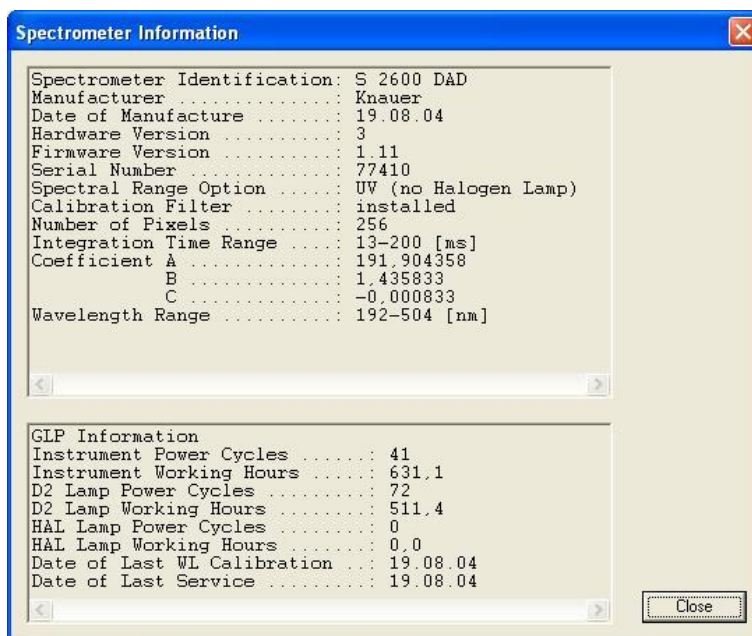 Spectrometer Information
Spectrometer Identification: S 2600 DAD
Manufacturer ..............: Knauer
Date of Manufacture .......: 19.08.04
Hardware Version ..........: 3
Firmware Version ..........: 1.11
Serial Number .............: 77410
Spectral Range Option .....: UV (no Halogen Lamp)
Calibration Filter ........: installed
Number of Pixels ..........: 256
Integration Time Range ....: 13-200 [ms]
Coefficient A .............: 191,904358
B .............: 1,435833
C .............: -0,000833
Wavelength Range ..........: 192-504 [nm]
GLP Information
Instrument Power Cycles ......: 41
Instrument Working Hours .....: 631,1
D2 Lamp Power Cycles .........: 72
D2 Lamp Working Hours ........: 511,4
HAL Lamp Power Cycles ........: 0
HAL Lamp Working Hours .......: 0,0
Date of Last WL Calibration ..: 19.08.04
Date of Last Service .........: 19.08.04
Close